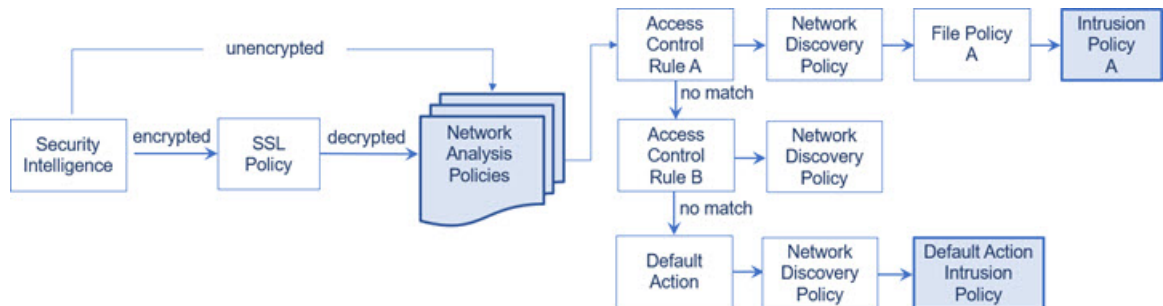 unencrypted
Security
Intelligence
encrypted
SSL
Policy
decrypted
Network
Analysis
Policies
Access
Control
Rule A
Network
Discovery
Policy
File Policy
A
Intrusion
Policy
A
no match
Access
Control
Rule B
Network
Discovery
Policy
no match
Default
Action
Network
Discovery
Policy
Default Action
Intrusion
Policy